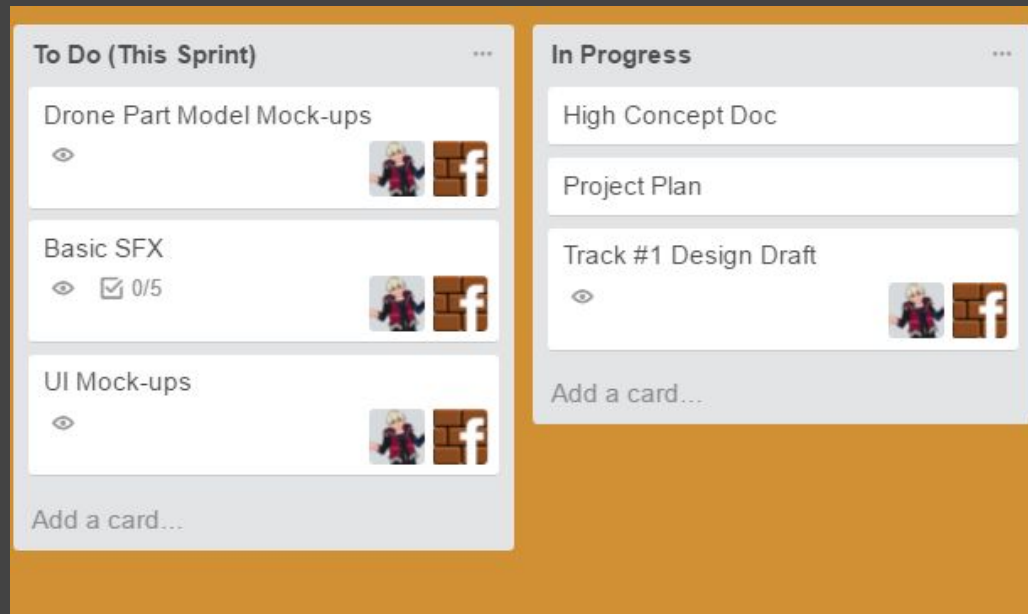 To Do (This Sprint)
Drone Part Model Mock-ups
Basic SFX
0/5
UI Mock-ups
Add a card...
In Progress
High Concept Doc
Project Plan
Track #1 Design Draft
Add a card...